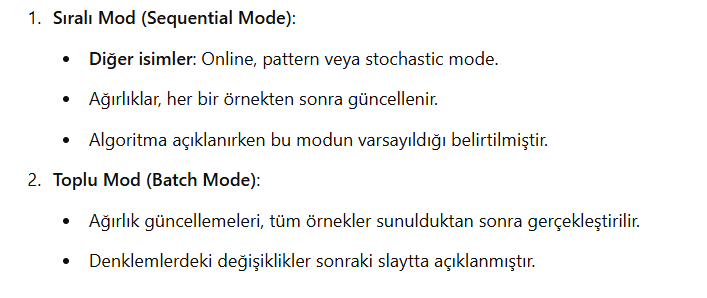 1. Sıralı Mod (Sequential Mode):
• Diğer isimler: Online, pattern veya stochastic mode.
• Ağırlıklar, her bir örnekten sonra güncellenir.
• Algoritma açıklanırken bu modun varsayıldığı belirtilmiştir.
2. Toplu Mod (Batch Mode):
• Ağırlık güncellemeleri, tüm örnekler sunulduktan sonra gerçekleştirilir.
• Denklemlerdeki değişiklikler sonraki slaytta açıklanmıştır.